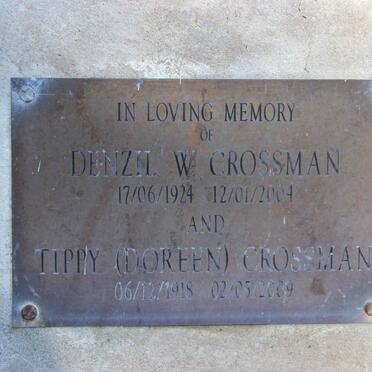 IN LOVING MEMORY
OF
DENZIL W CROSSMAN
17/06/1924 12/01/2004
AND
TIPPY (DOREEN) CROSSMAN
06/12/1918 02/05/2009